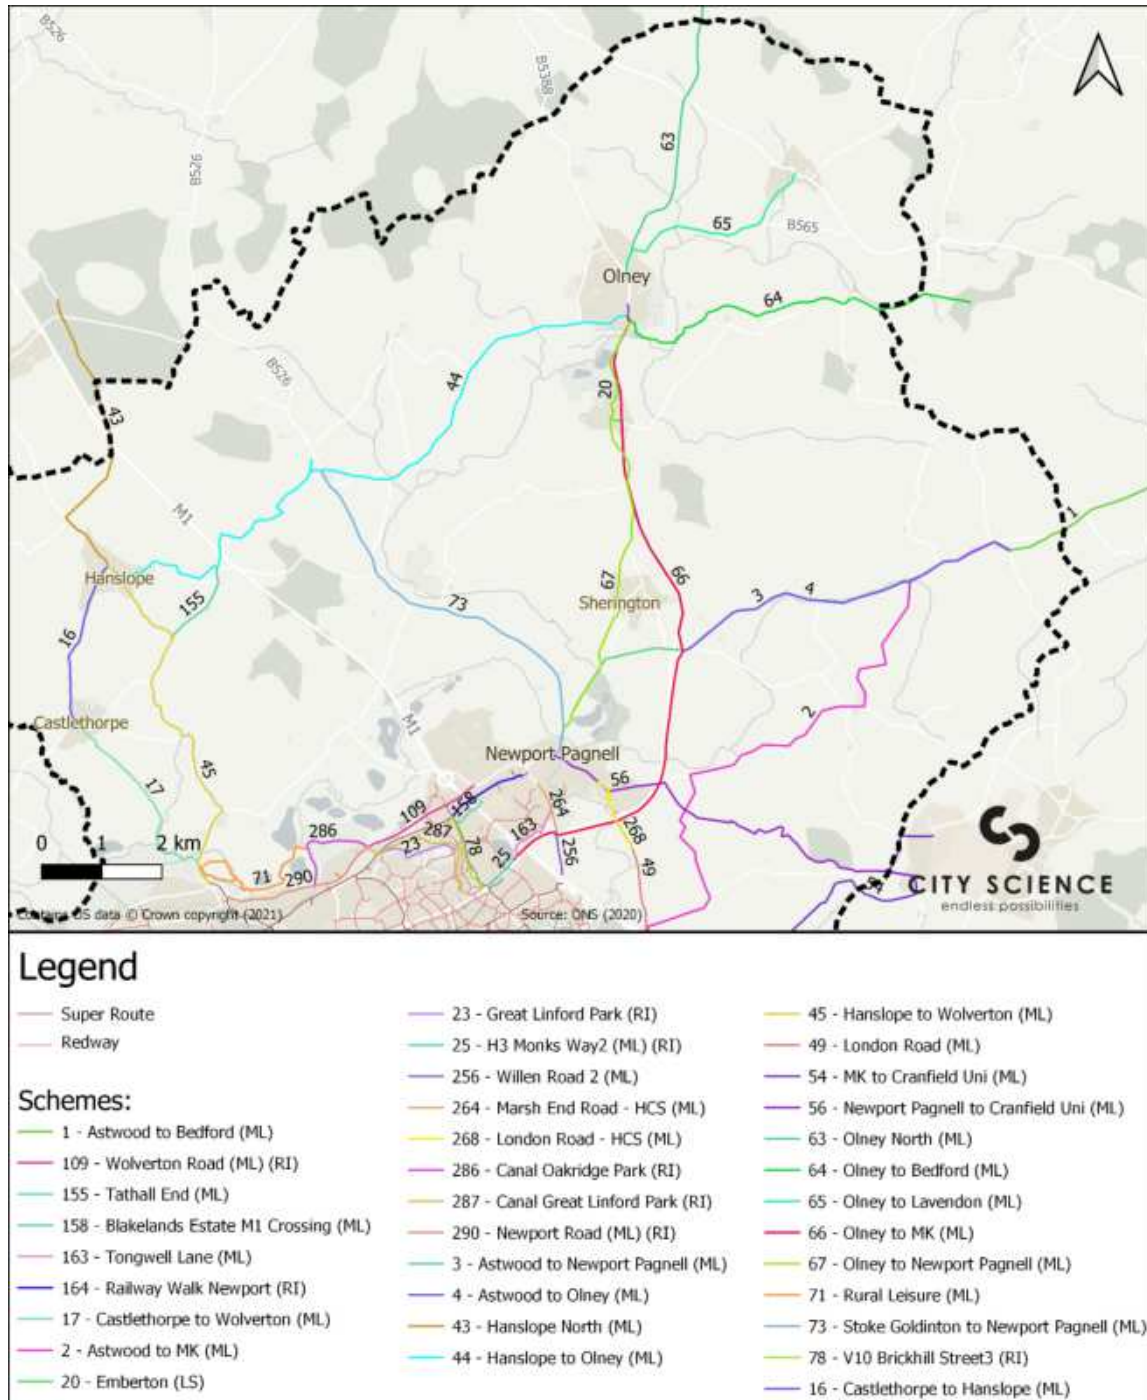 B526
B5388
B526
63
65
B565
Olney
64
B526
44
20
43
M1
1
Hanslope
155
73
67
66
3
4
Sherington
16
Castlethorpe
M1
2
17
45
Newport Pagnell
56
158
109
264
0 1 2 km
286
287
163
268
23
78
256
25
49
71
290
CITY SCIENCE
endless possibilities
Contains OS data © Crown copyright (2021)
Source: ONS (2020)
Legend
Super Route
Redway
Schemes:
1 - Astwood to Bedford (ML)
109 - Wolverton Road (ML) (RI)
155 - Tathall End (ML)
158 - Blakelands Estate M1 Crossing (ML)
163 - Tongwell Lane (ML)
164 - Railway Walk Newport (RI)
17 - Castlethorpe to Wolverton (ML)
2 - Astwood to MK (ML)
20 - Emberton (LS)
23 - Great Linford Park (RI)
25 - H3 Monks Way2 (ML) (RI)
256 - Willen Road 2 (ML)
264 - Marsh End Road - HCS (ML)
268 - London Road - HCS (ML)
286 - Canal Oakridge Park (RI)
287 - Canal Great Linford Park (RI)
290 - Newport Road (ML) (RI)
3 - Astwood to Newport Pagnell (ML)
4 - Astwood to Olney (ML)
43 - Hanslope North (ML)
44 - Hanslope to Olney (ML)
45 - Hanslope to Wolverton (ML)
49 - London Road (ML)
54 - MK to Cranfield Uni (ML)
56 - Newport Pagnell to Cranfield Uni (ML)
63 - Olney North (ML)
64 - Olney to Bedford (ML)
65 - Olney to Lavendon (ML)
66 - Olney to MK (ML)
67 - Olney to Newport Pagnell (ML)
71 - Rural Leisure (ML)
73 - Stoke Goldinton to Newport Pagnell (ML)
78 - V10 Brickhill Street3 (RI)
16 - Castlethorpe to Hanslope (ML)